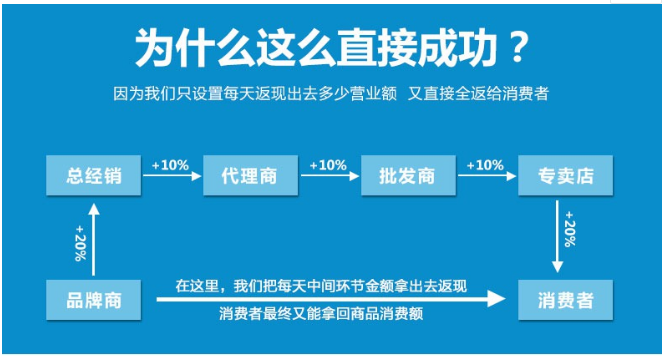 为什么这么直接成功？
因为我们只设置每天返现出去多少营业额 又直接全返给消费者
总经销
+10%
代理商
+10%
批发商
+10%
专卖店
+20%
+20%
品牌商
在这里，我们把每天中间环节金额拿出去返现
消费者最终又能拿回商品消费额
消费者